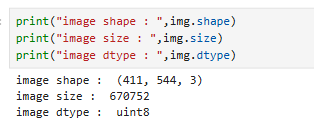 print("image shape : ",img.shape)
print("image size : ",img.size)
print("image dtype : ",img.dtype)
image shape :  (411, 544, 3)
image size :  670752
image dtype :  uint8